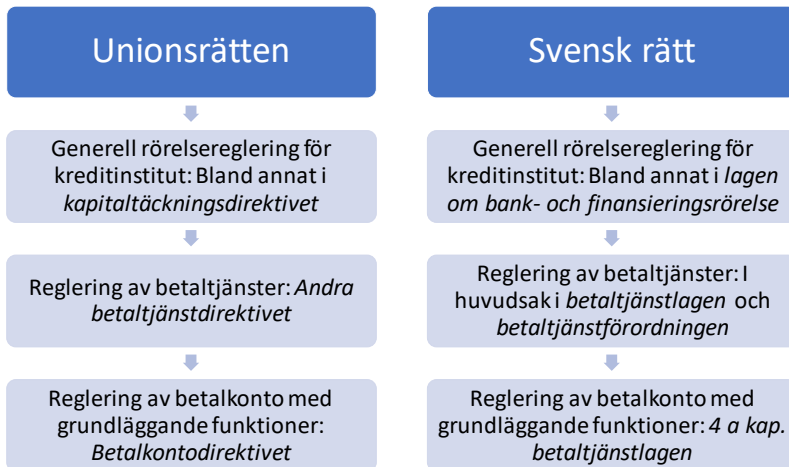 Unionsrätten
Generell rörelsereglering för
kreditinstitut: Bland annat i
kapitaltäckningsdirektivet
Reglering av betaltjänster: Andra
betaltjänstdirektivet
Reglering av betalkonto med
grundläggande funktioner:
Betalkontodirektivet
Svensk rätt
Generell rörelsereglering för
kreditinstitut: Bland annat i lagen
om bank- och finansieringsrörelse
Reglering av betaltjänster: I
huvudsak i betaltjänstlagen och
betaltjänstförordningen
Reglering av betalkonto med
grundläggande funktioner: 4 a kap.
betaltjänstlagen